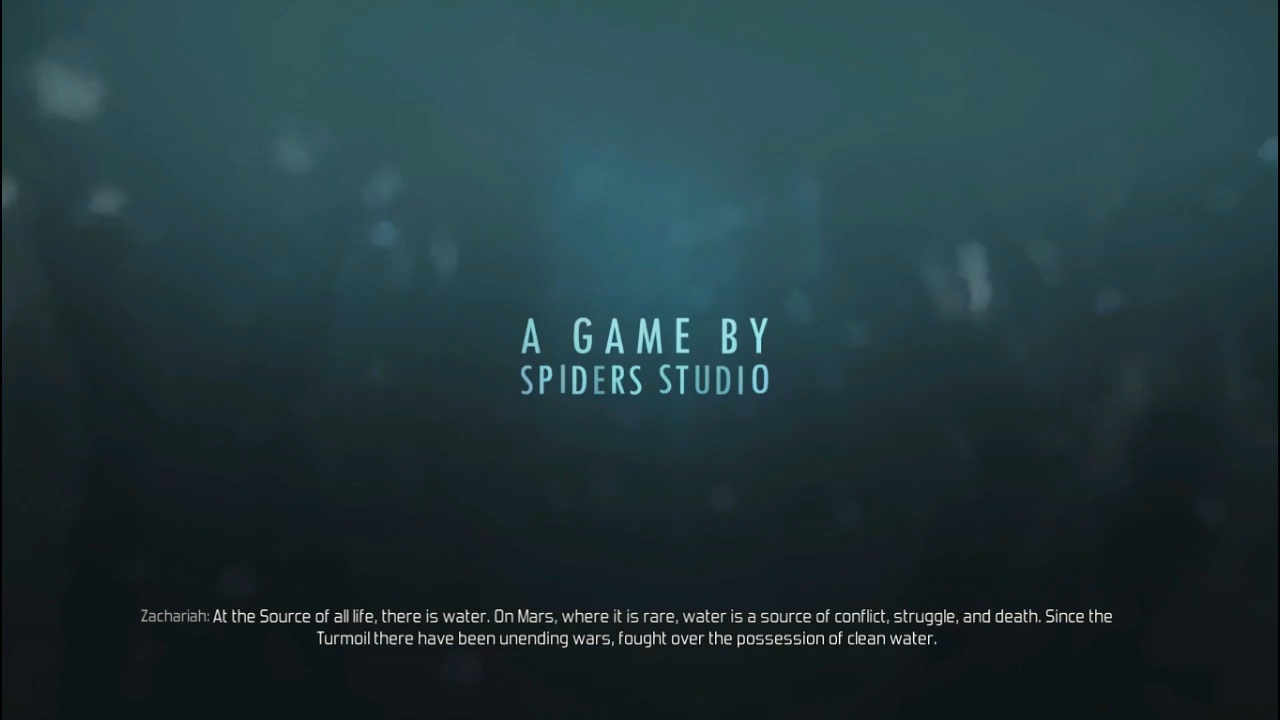 A GAME BY
SPIDERS STUDIO
Zachariah: At the Source of all life, there is water. On Mars, where it is rare, water is a source of conflict, struggle, and death. Since the
Turmoil there have been unending wars, fought over the possession of clean water.